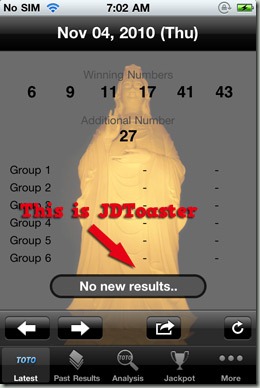 No SIM 7:02 AM
Nov 04, 2010 (Thu)
Winning Numbers
6 9 11 17 41 43
Additional Number
27
Group 1 - -
Group 2 - -
Group 3 - -
This is JDToaster
Group 4 - -
Group 5 - -
Group 6 - -
No new results..
TOTO TOTO
Latest Past Results Analysis Jackpot More